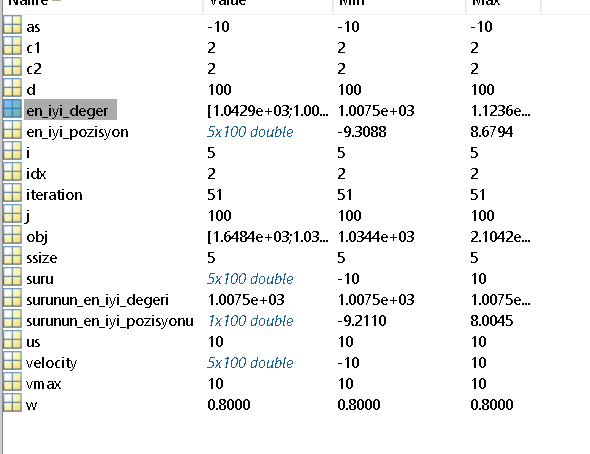 Name Value Min Max
as -10 -10 -10
c1 2 2 2
c2 2 2 2
d 100 100 100
en_iyi_deger [1.0429e+03;1.00... 1.0075e+03 1.1236e...
en_iyi_pozisyon 5x100 double -9.3088 8.6794
i 5 5 5
idx 2 2 2
iteration 51 51 51
j 100 100 100
obj [1.6484e+03;1.03... 1.0344e+03 2.1042e...
ssize 5 5 5
suru 5x100 double -10 10
surunun_en_iyi_degeri 1.0075e+03 1.0075e+03 1.0075e...
surunun_en_iyi_pozisyonu 1x100 double -9.2110 8.0045
us 10 10 10
velocity 5x100 double -10 10
vmax 10 10 10
w 0.8000 0.8000 0.8000